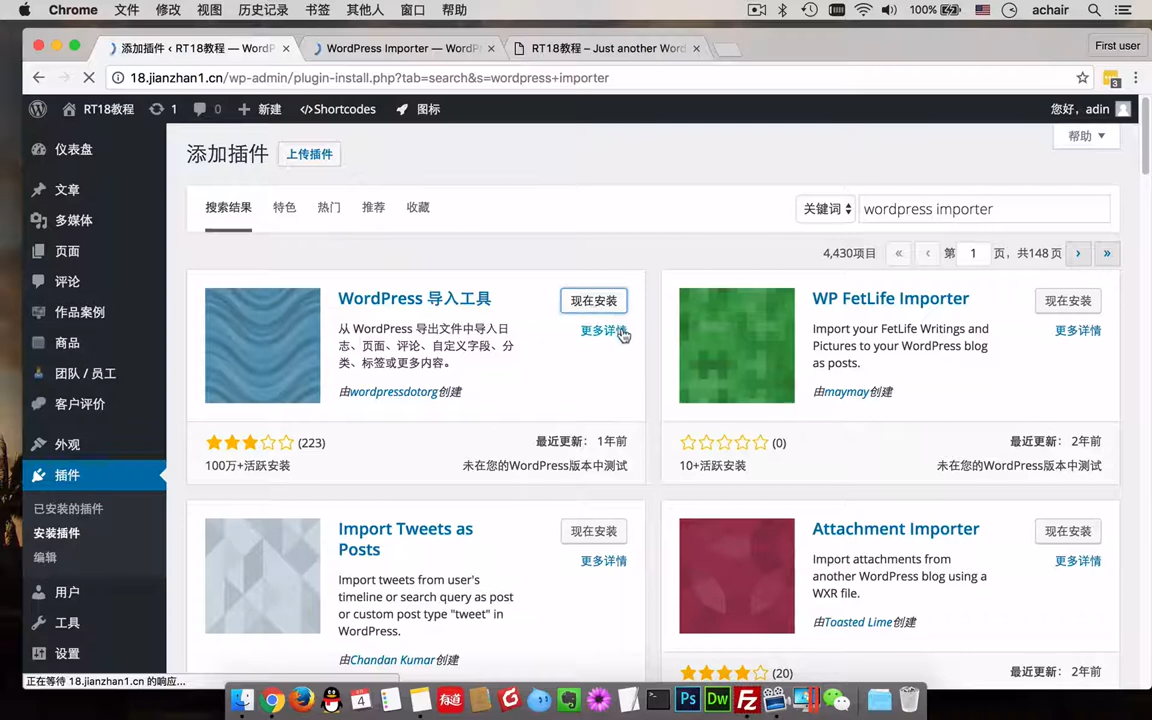 Chrome 文件 修改 视图 历史记录 书签 其他人 窗口 帮助 100% achair
添加插件 ‹ RT18教程 — WordP × WordPress Importer — WordP × RT18教程 – Just another Wor × First user
18.jianzhan1.cn/wp-admin/plugin-install.php?tab=search&s=wordpress+importer
3
RT18教程 1 0 新建 </>Shortcodes 图标 您好，adin
仪表盘
文章
多媒体
页面
评论
作品案例
商品
团队 / 员工
客户评价
外观
插件
已安装的插件
安装插件
编辑
用户
工具
设置
添加插件 上传插件
帮助 ▼
搜索结果 特色 热门 推荐 收藏 关键词 wordpress importer
4,430项目 « ‹ 第 1 页，共148页 › »
WordPress 导入工具
现在安装
更多详情
从 WordPress 导出文件中导入日
志、页面、评论、自定义字段、分
类、标签或更多内容。
由wordpressdotorg创建
(223)
最近更新： 1年前
100万+活跃安装
未在您的WordPress版本中测试
WP FetLife Importer
现在安装
更多详情
Import your FetLife Writings and
Pictures to your WordPress blog
as posts.
由maymay创建
(0)
最近更新： 2年前
10+活跃安装
未在您的WordPress版本中测试
Import Tweets as
Posts
现在安装
更多详情
Import tweets from user's
timeline or search query as post
or custom post type "tweet" in
WordPress.
由Chandan Kumar创建
Attachment Importer
现在安装
更多详情
Import attachments from
another WordPress blog using a
WXR file.
由Toasted Lime创建
(20)
最近更新： 2年前
正在等待 18.jianzhan1.cn 的响应...
4 有道 Ps Dw Fz